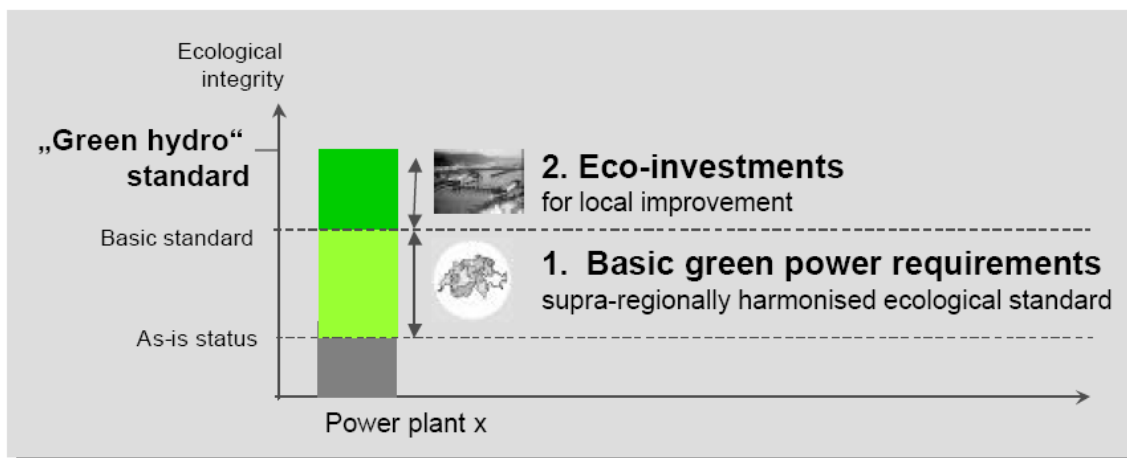 Ecological
integrity
„Green hydro“
standard
2. Eco-investments
for local improvement
Basic standard
1. Basic green power requirements
supra-regionally harmonised ecological standard
As-is status
Power plant x